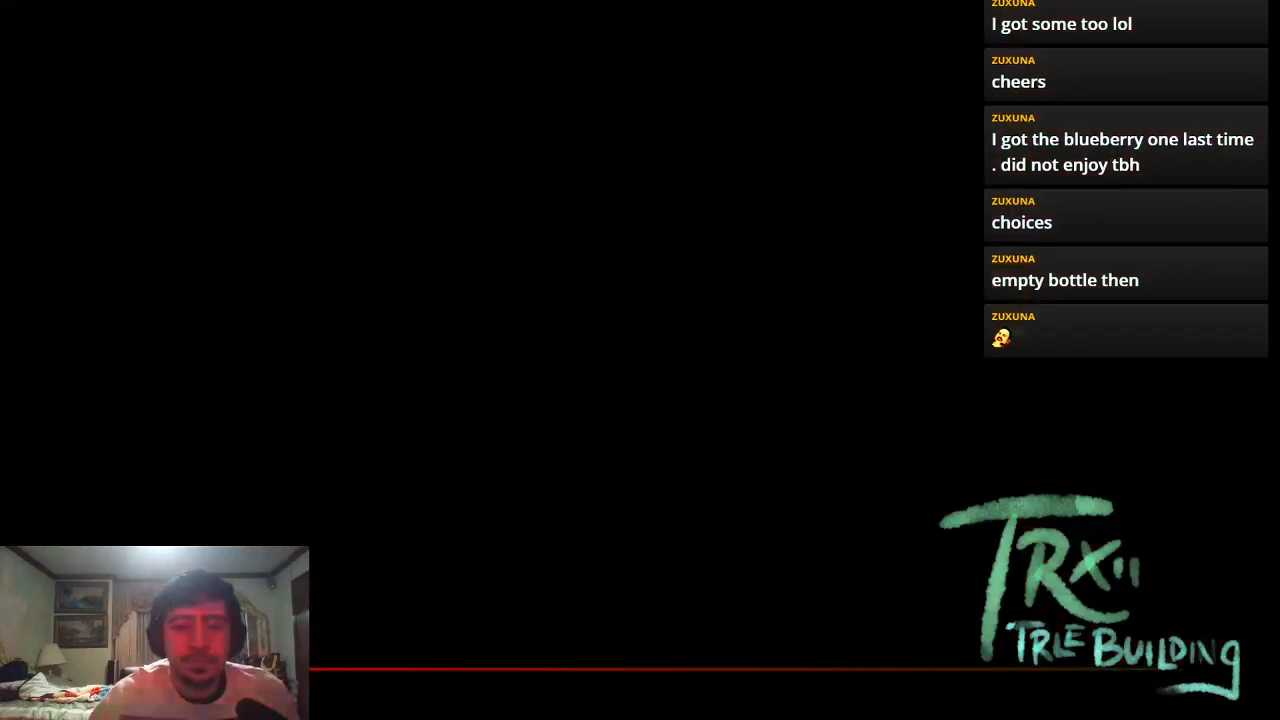 ZUXUNA
I got some too lol
ZUXUNA
cheers
ZUXUNA
I got the blueberry one last time
. did not enjoy tbh
ZUXUNA
choices
ZUXUNA
empty bottle then
ZUXUNA
TRXII
TRLE BUILDING